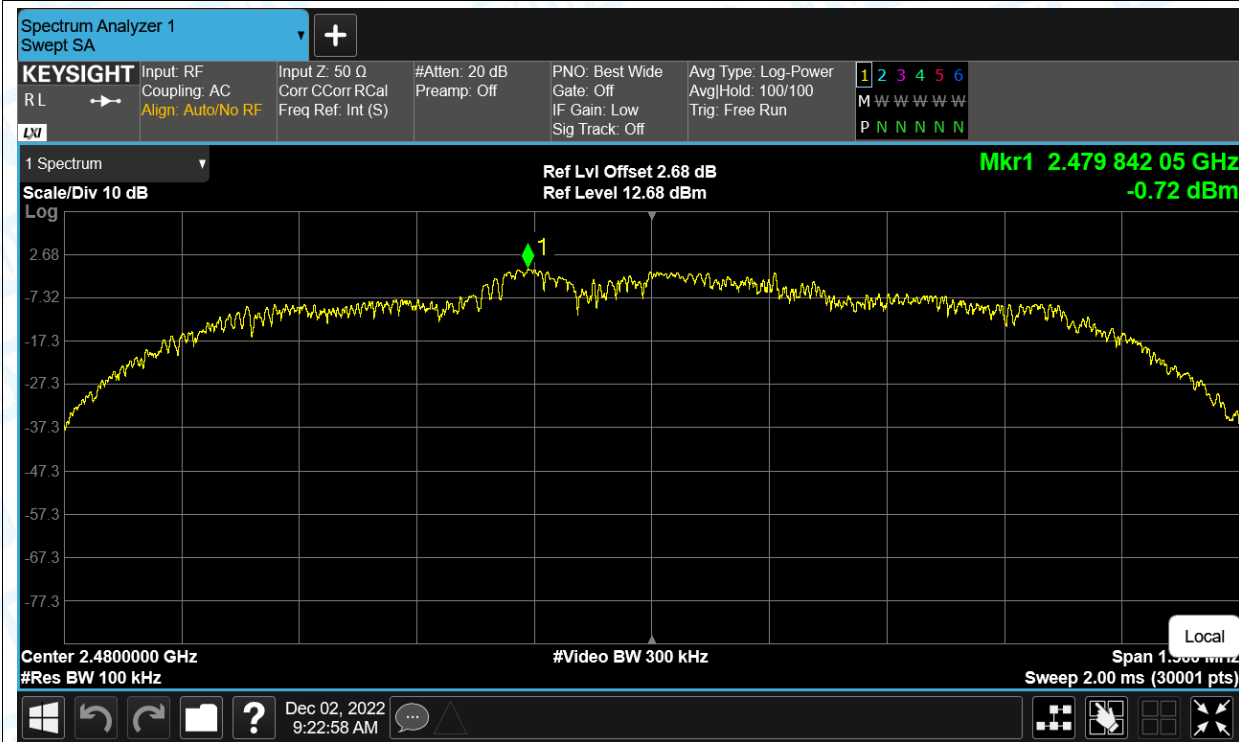 Spectrum Analyzer 1
Swept SA
KEYSIGHT
R L
LXI
Input: RF
Coupling: AC
Align: Auto/No RF
Input Z: 50 Ω
Corr CCorr RCal
Freq Ref: Int (S)
#Atten: 20 dB
Preamp: Off
PNO: Best Wide
Gate: Off
IF Gain: Low
Sig Track: Off
Avg Type: Log-Power
Avg|Hold: 100/100
Trig: Free Run
1 2 3 4 5 6
M W W W W W
P N N N N N
1 Spectrum
Scale/Div 10 dB
Log
Ref Lvl Offset 2.68 dB
Ref Level 12.68 dBm
Mkr1 2.479 842 05 GHz
-0.72 dBm
1
2.68
-7.32
-17.3
-27.3
-37.3
-47.3
-57.3
-67.3
-77.3
Local
Center 2.4800000 GHz
#Res BW 100 kHz
#Video BW 300 kHz
Span 1.500 MHz
Sweep 2.00 ms (30001 pts)
?
Dec 02, 2022
9:22:58 AM